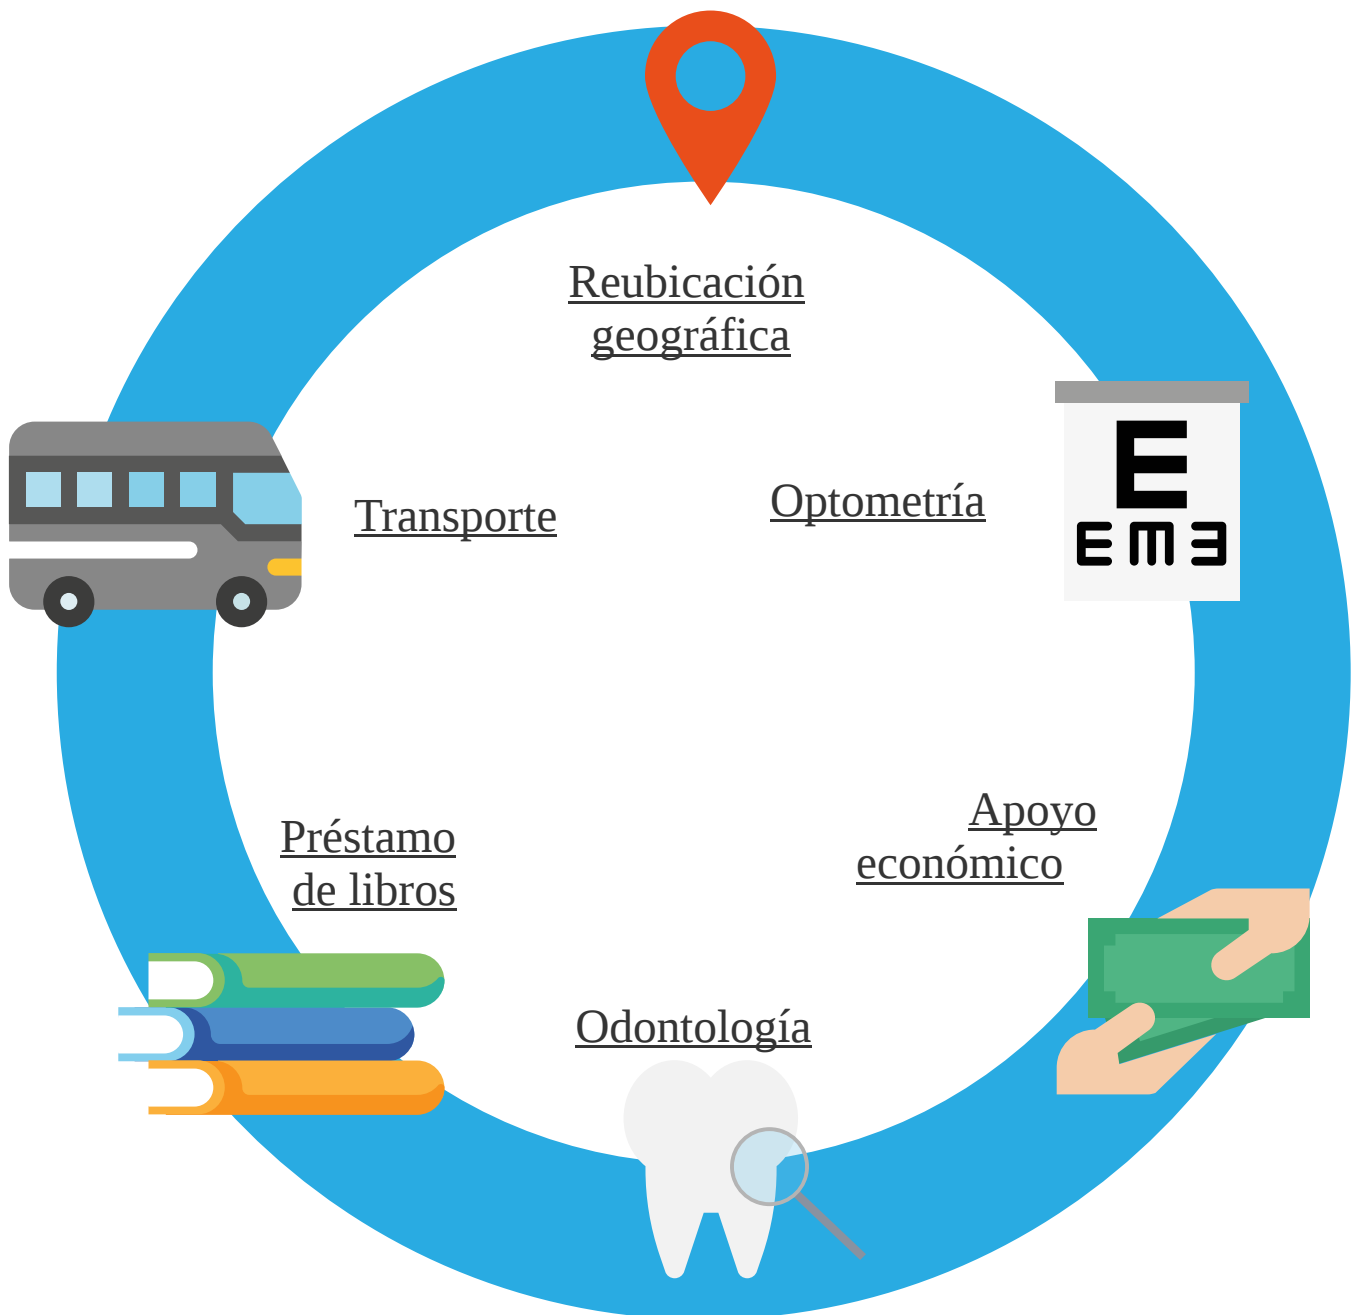 Reubicación
geográfica
Transporte
Optometría
E
E m Ǝ
Préstamo
de libros
Apoyo
económico
Odontología